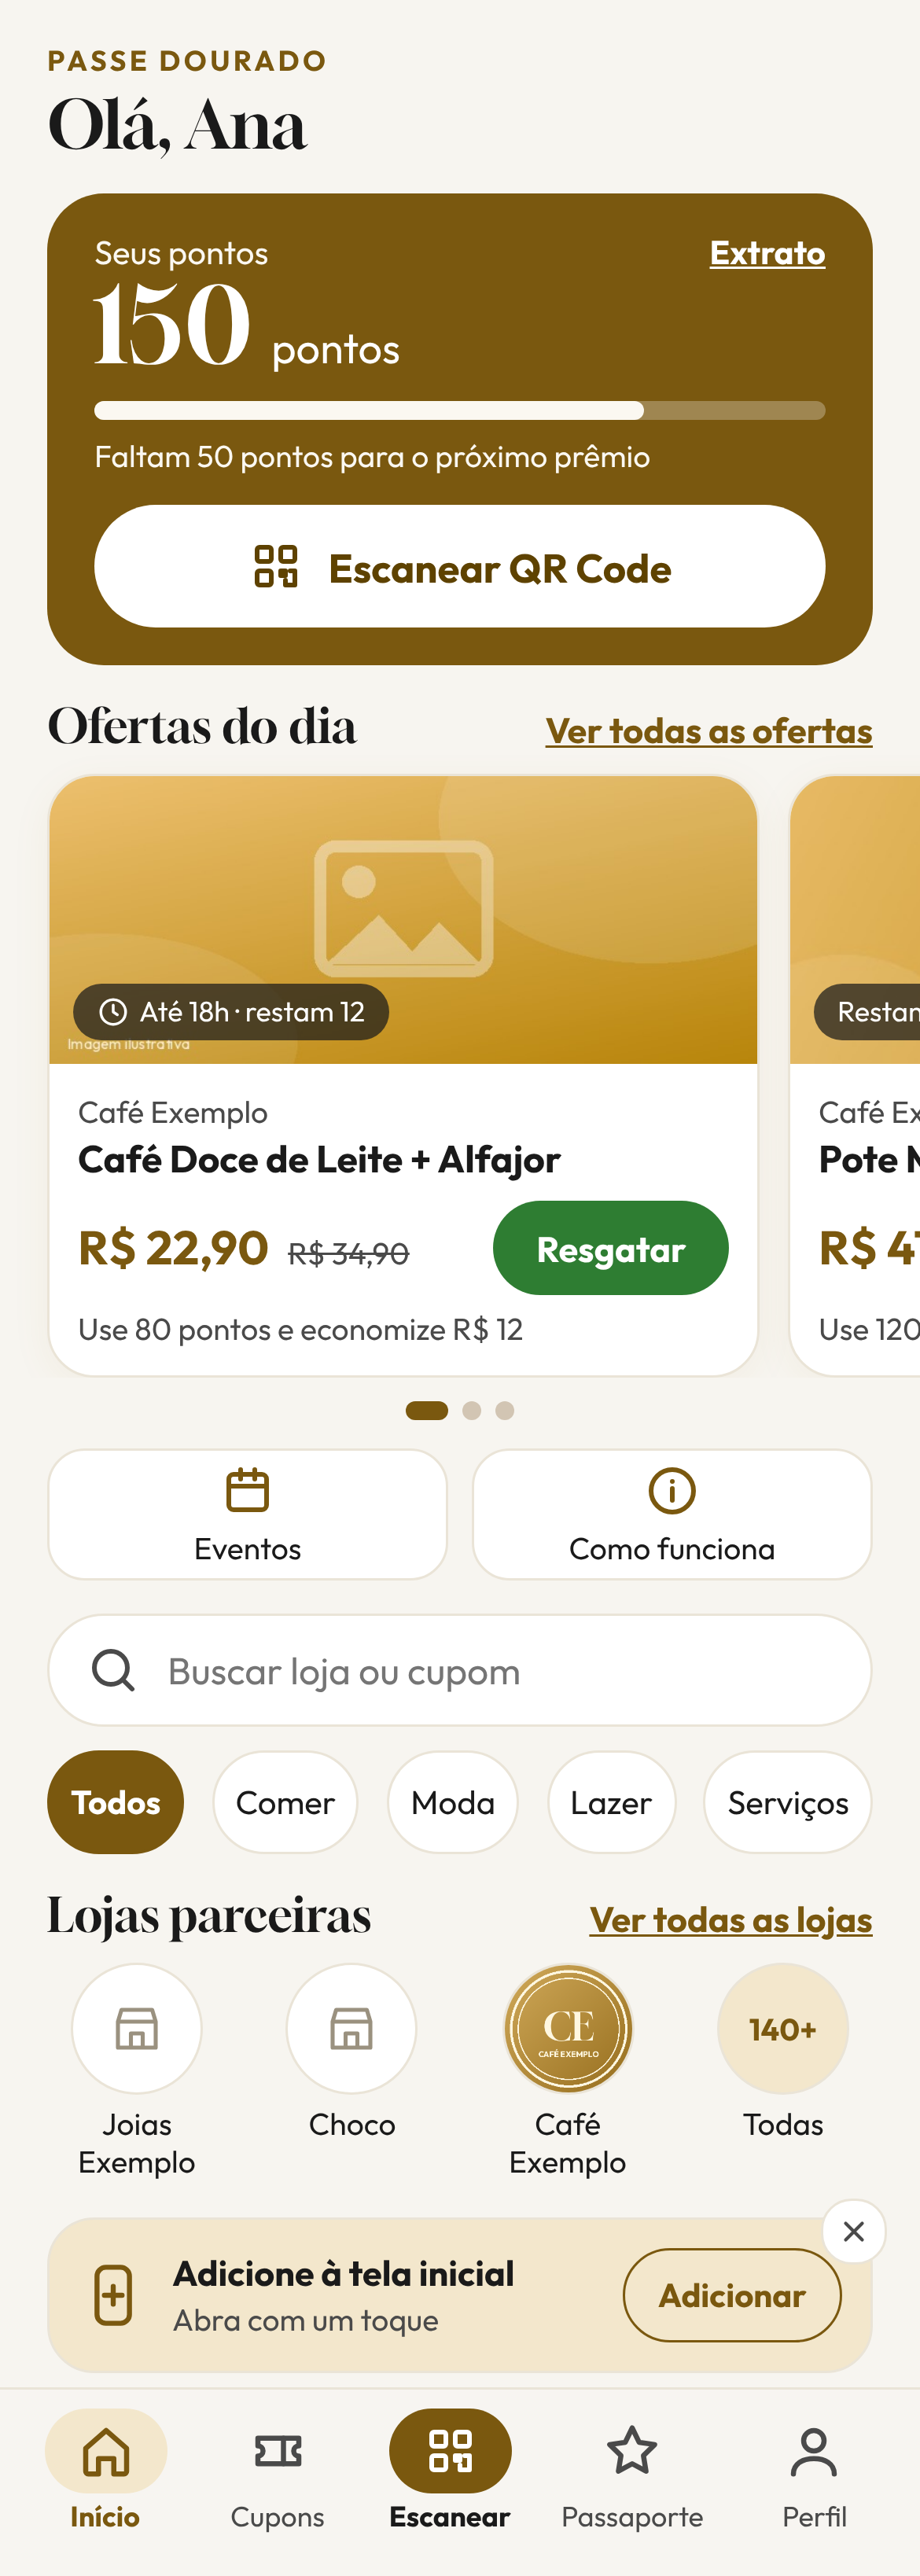 PASSE DOURADO
Olá, Ana
Seus pontos
Extrato
150 pontos
Faltam 50 pontos para o próximo prêmio
Escanear QR Code
Ofertas do dia
Ver todas as ofertas
Até 18h · restam 12
Imagem ilustrativa
Café Exemplo
Café Doce de Leite + Alfajor
R$ 22,90 R$ 34,90
Resgatar
Use 80 pontos e economize R$ 12
Café Ex
Pote
R$ 4
Use 120
Eventos
Como funciona
Buscar loja ou cupom
Todos
Comer
Moda
Lazer
Serviços
Lojas parceiras
Ver todas as lojas
CE
CAFÉ EXEMPLO
140+
Joias
Exemplo
Choco
Café
Exemplo
Todas
Adicione à tela inicial
Abra com um toque
Adicionar
Início
Cupons
Escanear
Passaporte
Perfil